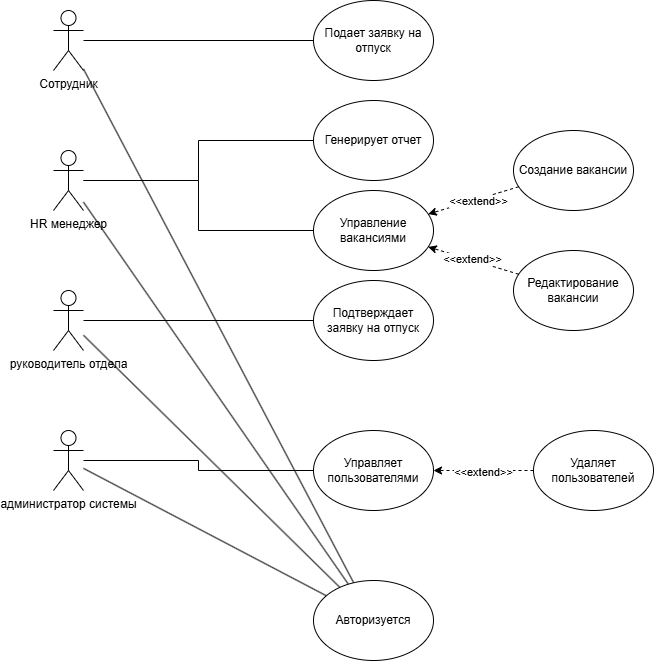 Подает заявку на
отпуск
Сотрудник
Генерирует отчет
Создание вакансии
<<extend>>
HR менеджер
Управление
вакансиями
<<extend>>
Редактирование
вакансии
Подтверждает
заявку на отпуск
руководитель отдела
Управляет
пользователями
<<extend>>
Удаляет
пользователей
администратор системы
Авторизуется